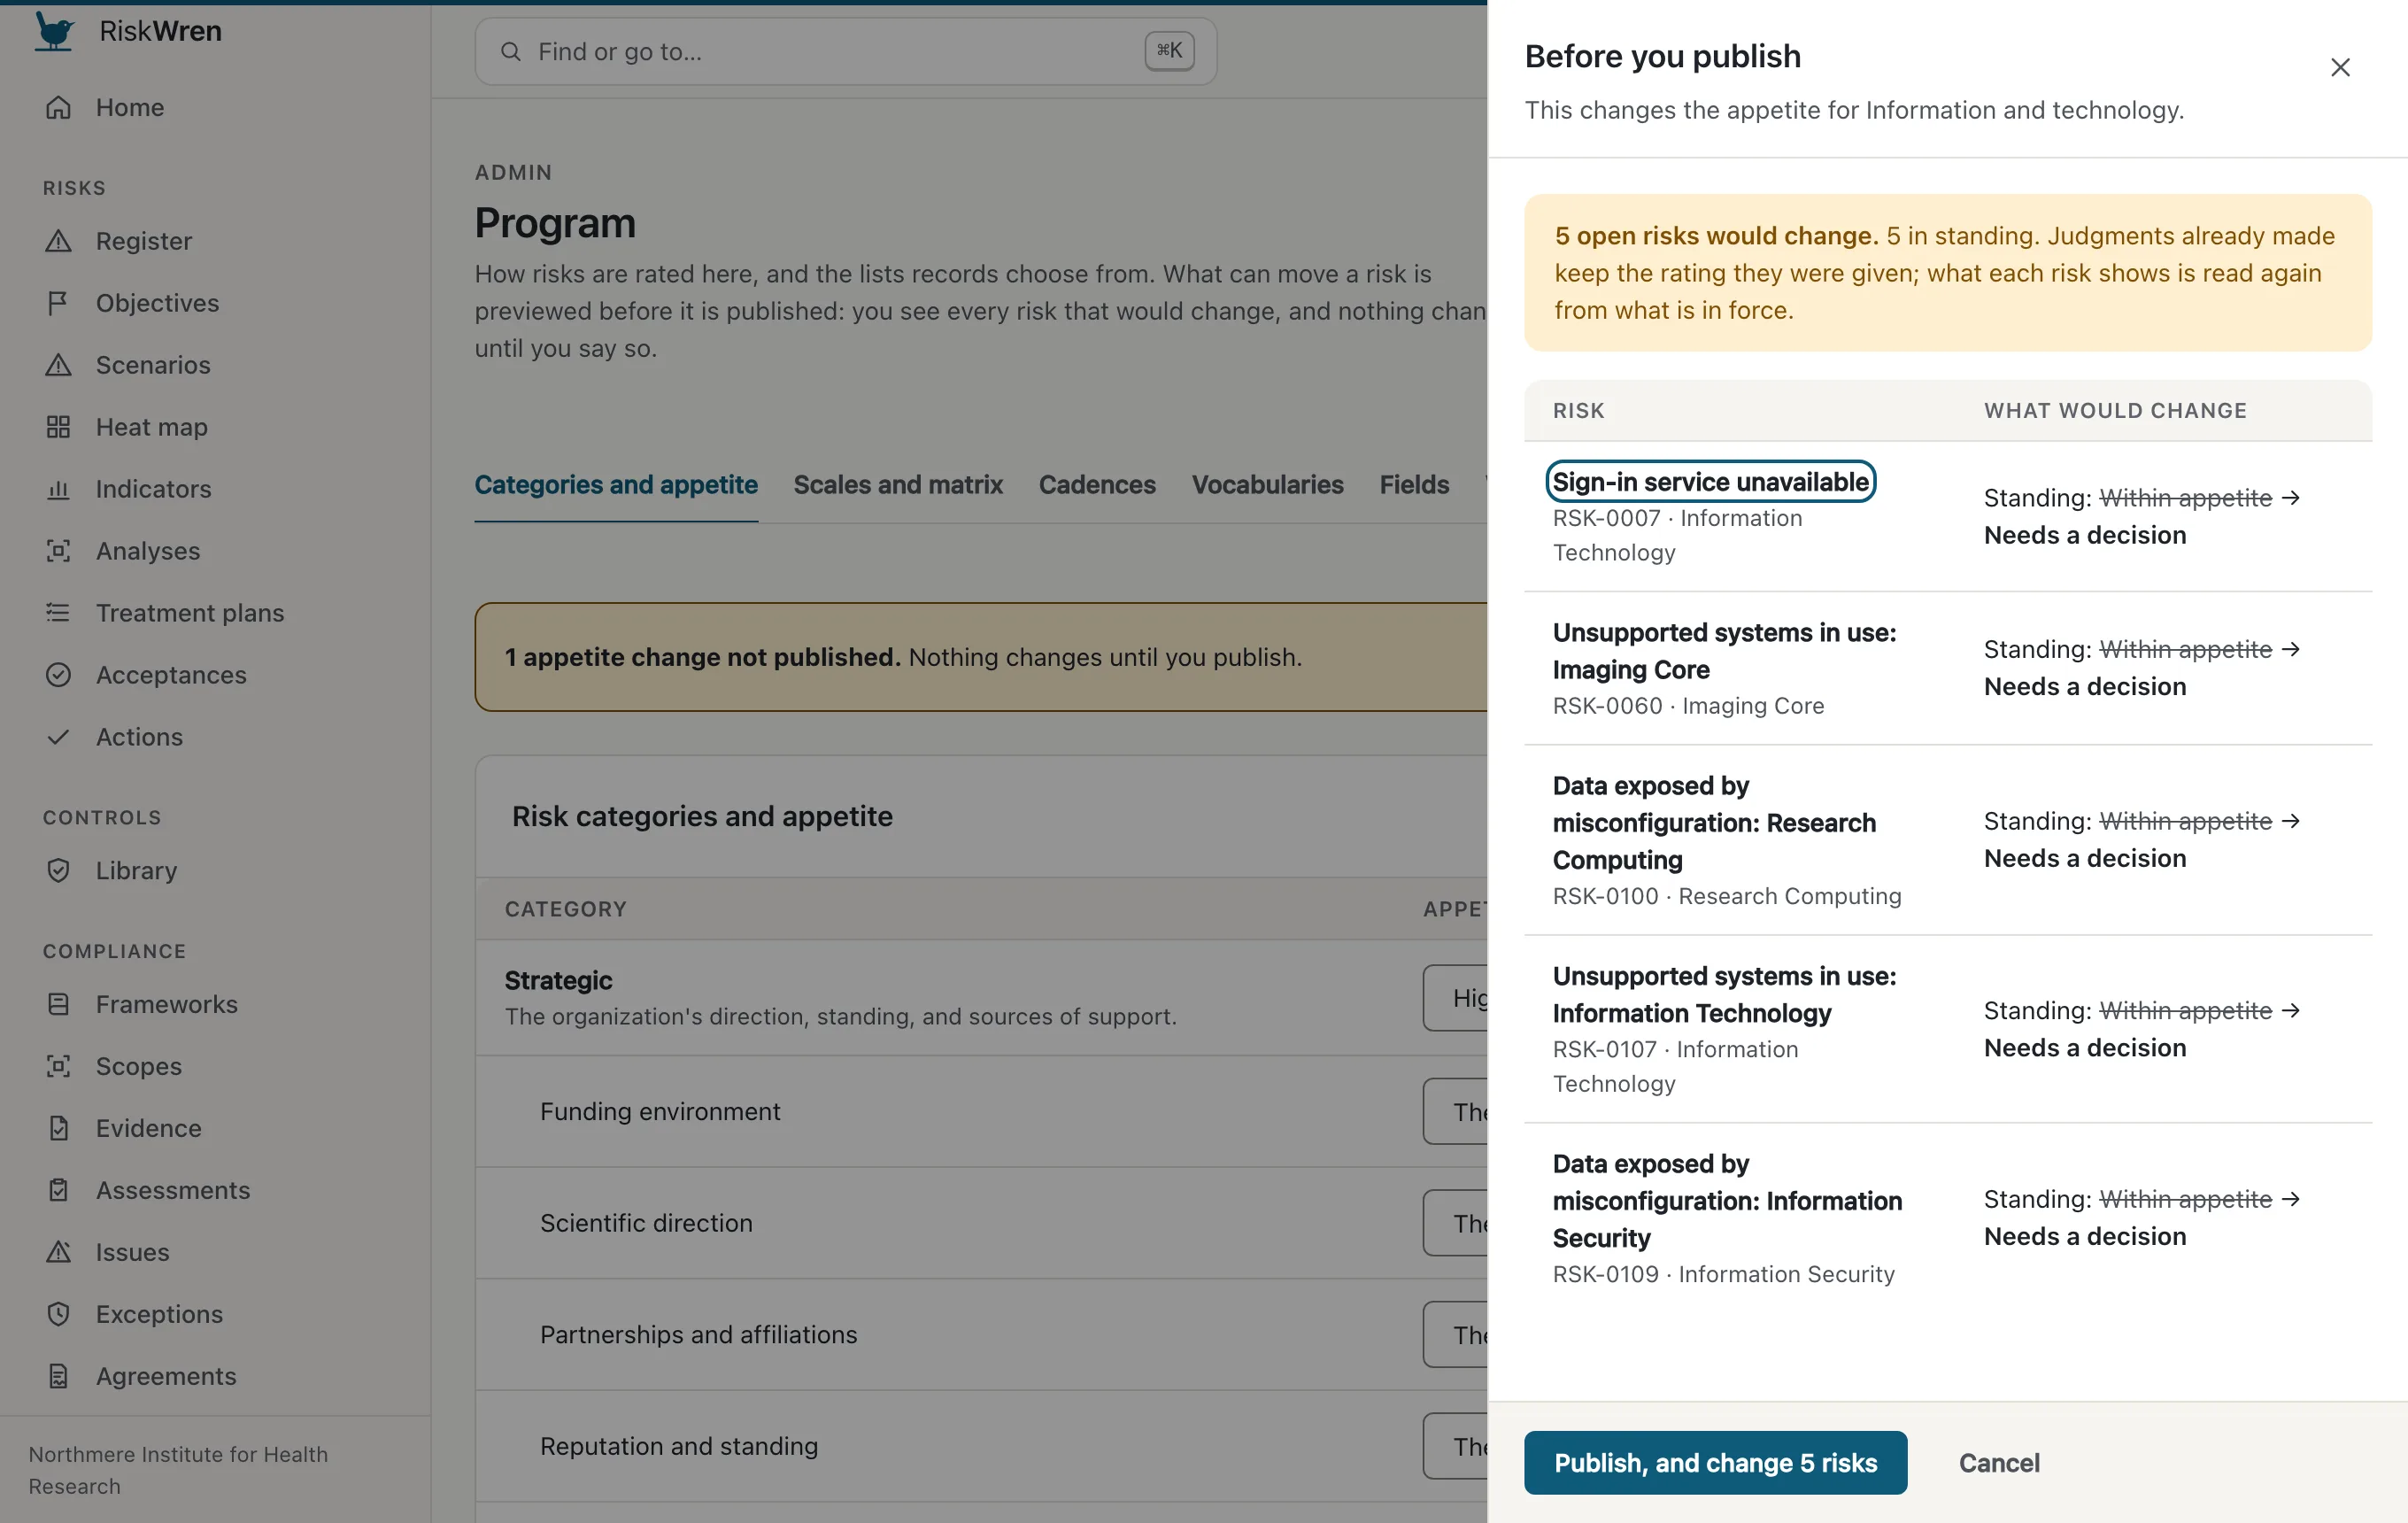 RiskWren
Home
RISKS
Register
Objectives
Scenarios
Heat map
Indicators
Analyses
Treatment plans
Acceptances
Actions
CONTROLS
Library
COMPLIANCE
Frameworks
Scopes
Evidence
Assessments
Issues
Exceptions
Agreements
Northmere Institute for Health
Research
Find or go to...
⌘K
ADMIN
Program
How risks are rated here, and the lists records choose from. What can move a risk is
previewed before it is published: you see every risk that would change, and nothing chan
until you say so.
Categories and appetite
Scales and matrix
Cadences
Vocabularies
Fields
1 appetite change not published. Nothing changes until you publish.
Risk categories and appetite
CATEGORY
APPET
Strategic
Hig
The organization's direction, standing, and sources of support.
Funding environment
The
Scientific direction
The
Partnerships and affiliations
The
Reputation and standing
The
Before you publish
This changes the appetite for Information and technology.
5 open risks would change. 5 in standing. Judgments already made
keep the rating they were given; what each risk shows is read again
from what is in force.
RISK
WHAT WOULD CHANGE
Sign-in service unavailable
RSK-0007 · Information
Technology
Standing: Within appetite →
Needs a decision
Unsupported systems in use:
Imaging Core
RSK-0060 · Imaging Core
Standing: Within appetite →
Needs a decision
Data exposed by
misconfiguration: Research
Computing
RSK-0100 · Research Computing
Standing: Within appetite →
Needs a decision
Unsupported systems in use:
Information Technology
RSK-0107 · Information
Technology
Standing: Within appetite →
Needs a decision
Data exposed by
misconfiguration: Information
Security
RSK-0109 · Information Security
Standing: Within appetite →
Needs a decision
Publish, and change 5 risks
Cancel